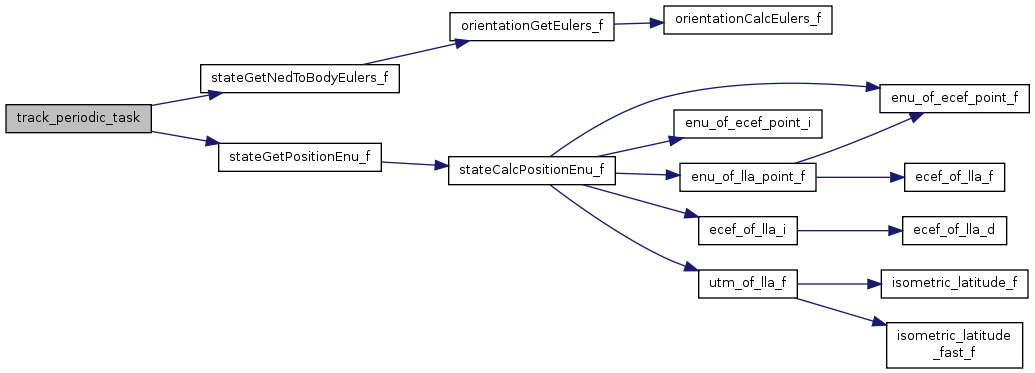 track_periodic_task
stateGetNedToBodyEulers_f
orientationGetEulers_f
orientationCalcEulers_f
stateGetPositionEnu_f
stateCalcPositionEnu_f
enu_of_ecef_point_f
enu_of_ecef_point_i
enu_of_lla_point_f
ecef_of_lla_f
ecef_of_lla_i
ecef_of_lla_d
utm_of_lla_f
isometric_latitude_f
isometric_latitude
_fast_f